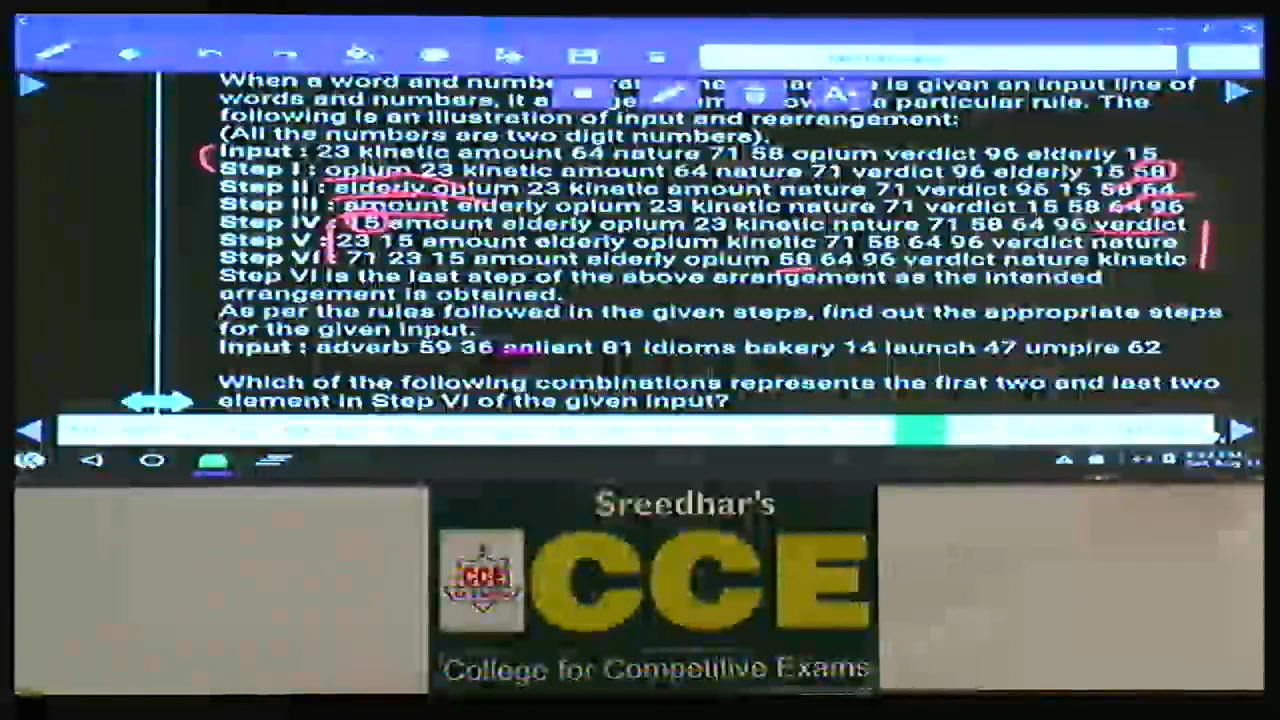 When a word and numbe is given an input line of
words and numbers, it a particular rule. The
following is an illustration of input and rearrangement:
(All the numbers are two digit numbers).
Input : 23 kinetic amount 64 nature 71 58 opium verdict 96 elderly 15
Step I : opium 23 kinetic amount 64 nature 71 verdict 96 elderly 15 58
Step II : elderly opium 23 kinetic amount nature 71 verdict 96 15 58 64
Step III : amount elderly opium 23 kinetic nature 71 verdict 15 58 64 96
Step IV : 15 amount elderly opium 23 kinetic nature 71 58 64 96 verdict
Step V : 23 15 amount elderly opium kinetic 71 58 64 96 verdict nature
Step VI : 71 23 15 amount elderly opium 58 64 96 verdict nature kinetic
Step VI is the last step of the above arrangement as the intended
arrangement is obtained.
As per the rules followed in the given steps, find out the appropriate steps
for the given input.
Input : adverb 59 36 salient 81 idioms bakery 14 launch 47 umpire 62
Which of the following combinations represents the first two and last two
element in Step VI of the given input?
Sreedhar's
CCE
CCE
College for Competitive Exams